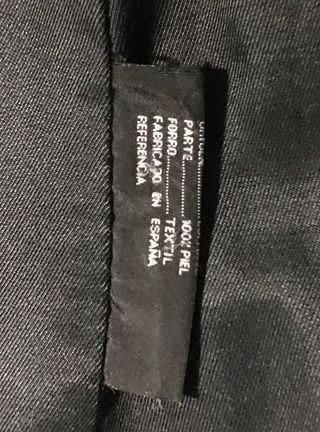 PARTE............... 100% PIEL
FORRO............... TEXTIL
FABRICADO EN ESPAÑA
REFERENCIA